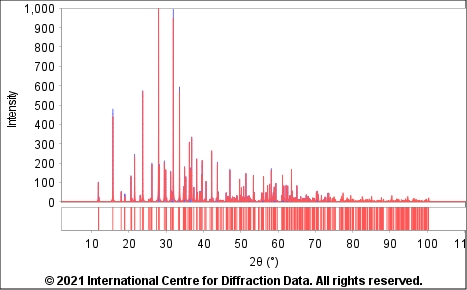 1,000
900
800
700
600
500
400
300
200
100
0
Intensity
10 20 30 40 50 60 70 80 90 100 110
2θ (°)
© 2021 International Centre for Diffraction Data. All rights reserved.